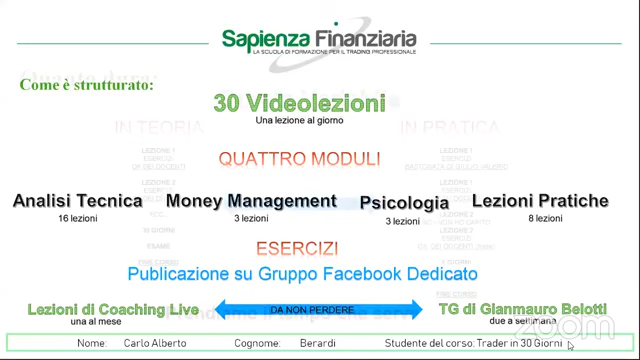 Sapienza Finanziaria
LA SCUOLA DI FORMAZIONE PER IL TRADING PROFESSIONALE
Come è strutturato:
30 Videolezioni
Una lezione al giorno
IN TEORIA
IN PRATICA
QUATTRO MODULI
Analisi Tecnica Money Management Psicologia Lezioni Pratiche
16 lezioni 3 lezioni 3 lezioni 8 lezioni
ESERCIZI
Publicazione su Gruppo Facebook Dedicato
Lezioni di Coaching Live DA NON PERDERE TG di Gianmauro Belotti
una al mese due a settimana
zoom
Nome: Carlo Alberto Cognome: Berardi Studente del corso: Trader in 30 Giorni